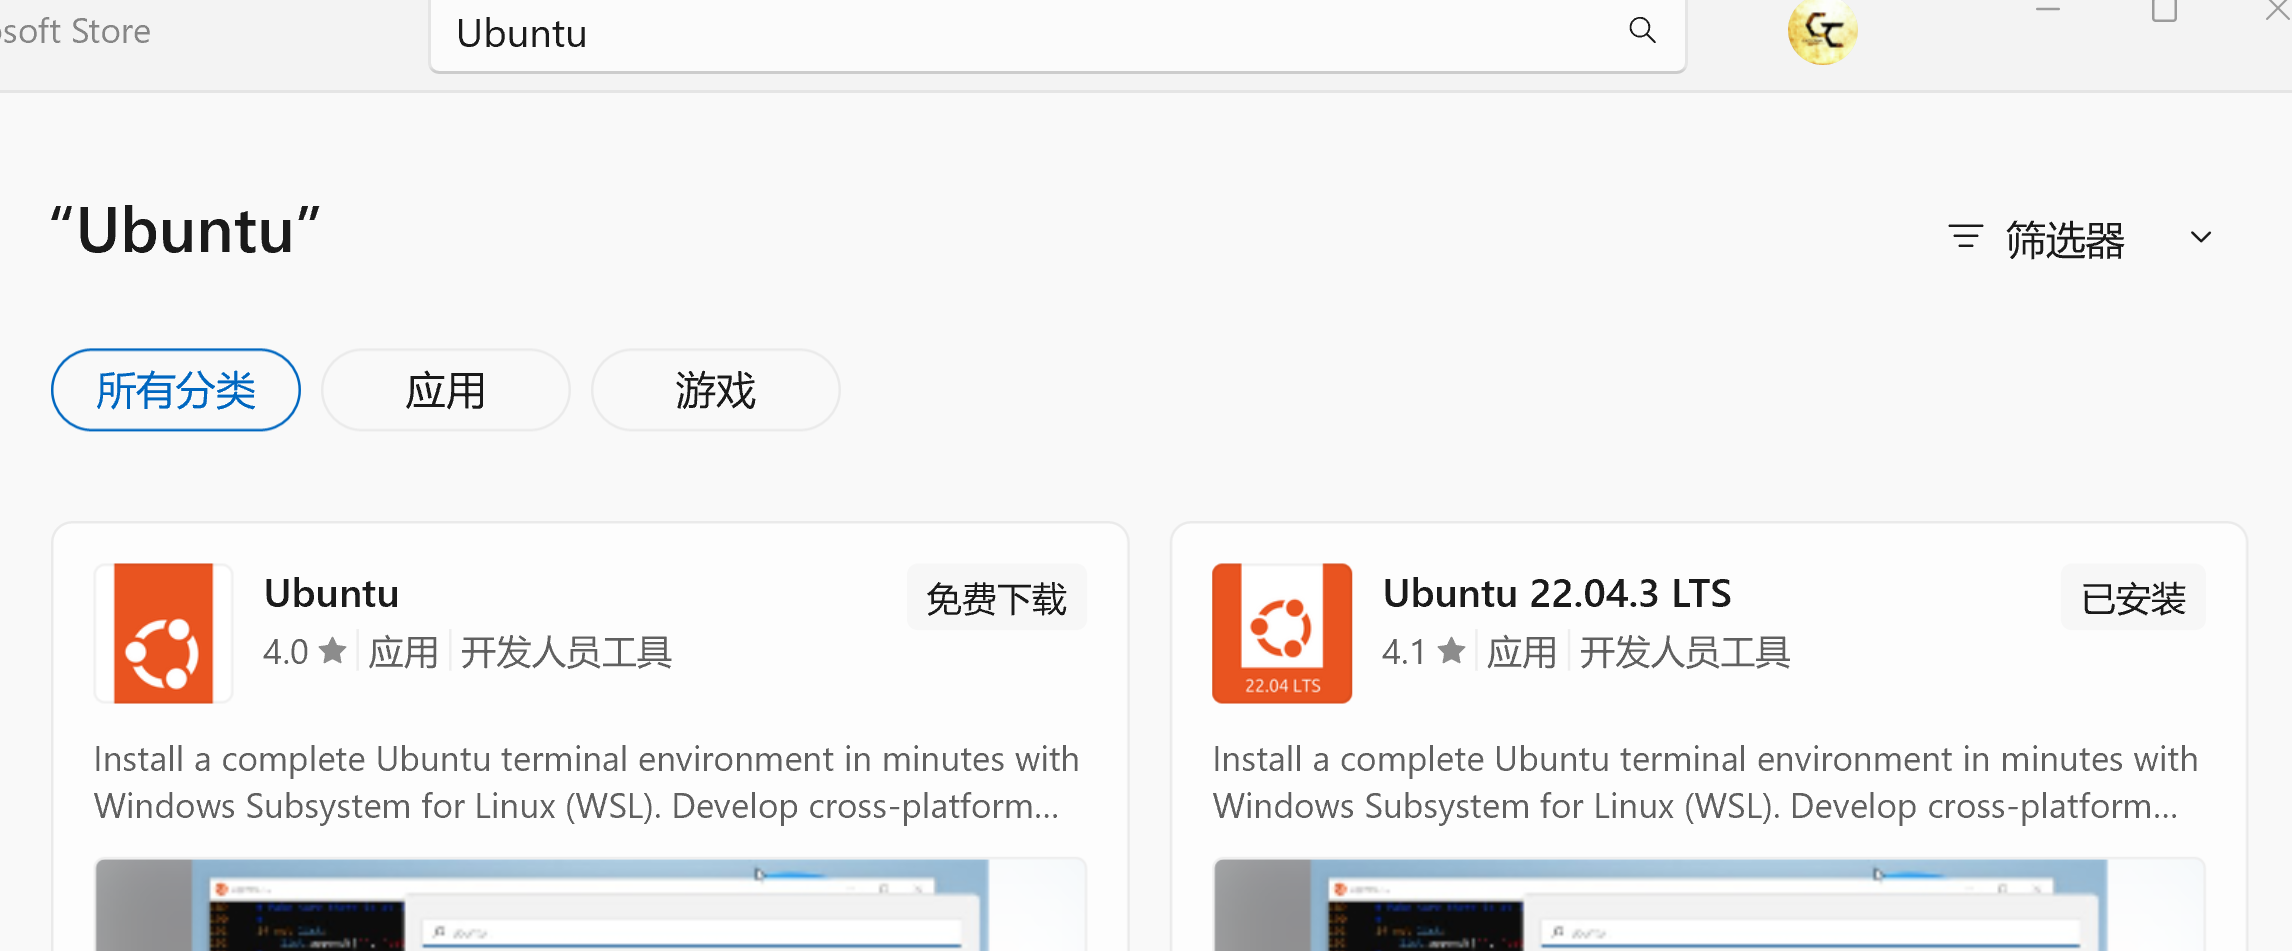 soft Store
Ubuntu
“Ubuntu”
筛选器
所有分类
应用
游戏
Ubuntu
免费下载
4.0 ★ 应用 开发人员工具
Install a complete Ubuntu terminal environment in minutes with
Windows Subsystem for Linux (WSL). Develop cross-platform...
22.04 LTS
Ubuntu 22.04.3 LTS
已安装
4.1 ★ 应用 开发人员工具
Install a complete Ubuntu terminal environment in minutes with
Windows Subsystem for Linux (WSL). Develop cross-platform...